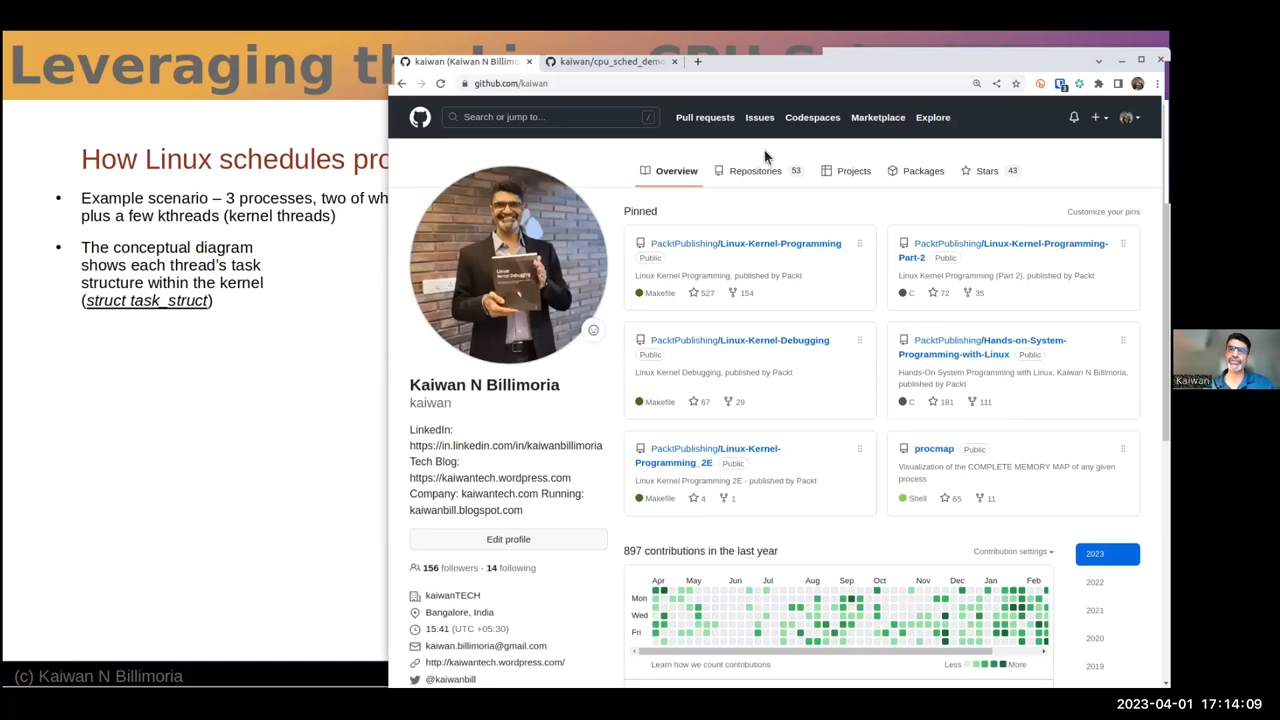 Leveraging th
How Linux schedules pro
• Example scenario – 3 processes, two of wh
plus a few kthreads (kernel threads)
• The conceptual diagram
shows each thread's task
structure within the kernel
(struct task_struct)
(c) Kaiwan N Billimoria
kaiwan (Kaiwan N Billimo
kaiwan/cpu_sched_demo
github.com/kaiwan
Search or jump to...
/
Pull requests Issues Codespaces Marketplace Explore
Overview Repositories 53 Projects Packages Stars 43
Linux
Kernel Debugging
Kaiwan N Billimoria
kaiwan
LinkedIn:
https://in.linkedin.com/in/kaiwanbillimoria
Tech Blog:
https://kaiwantech.wordpress.com
Company: kaiwantech.com Running:
kaiwanbill.blogspot.com
Edit profile
156 followers · 14 following
kaiwanTECH
Bangalore, India
15:41 (UTC +05:30)
kaiwan.billimoria@gmail.com
http://kaiwantech.wordpress.com/
@kaiwanbill
Pinned
Customize your pins
PacktPublishing/Linux-Kernel-Programming
Public
Linux Kernel Programming, published by Packt
Makefile 527 154
PacktPublishing/Linux-Kernel-Programming-
Part-2 Public
Linux Kernel Programming (Part 2), published by Packt
C 72 35
PacktPublishing/Linux-Kernel-Debugging
Public
Linux Kernel Debugging, published by Packt
Makefile 67 29
PacktPublishing/Hands-on-System-
Programming-with-Linux Public
Hands-On System Programming with Linux, Kaiwan N Billimoria,
published by Packt
C 181 111
PacktPublishing/Linux-Kernel-
Programming_2E Public
Linux Kernel Programming 2E - published by Packt
Makefile 4 1
procmap Public
Visualization of the COMPLETE MEMORY MAP of any given
process
Shell 65 11
897 contributions in the last year
Contribution settings
Apr May Jun Jul Aug Sep Oct Nov Dec Jan Feb
Mon
Wed
Fri
Learn how we count contributions
Less More
2023
2022
2021
2020
2019
Kaiwan
2023-04-01 17:14:09